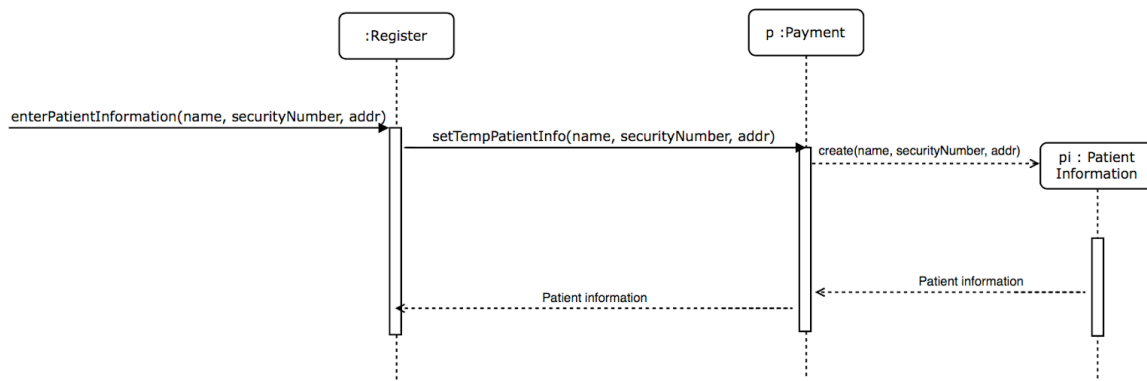 :Register
p :Payment
enterPatientInformation(name, securityNumber, addr)
setTempPatientInfo(name, securityNumber, addr)
create(name, securityNumber, addr)
pi : Patient
Information
Patient information
Patient information